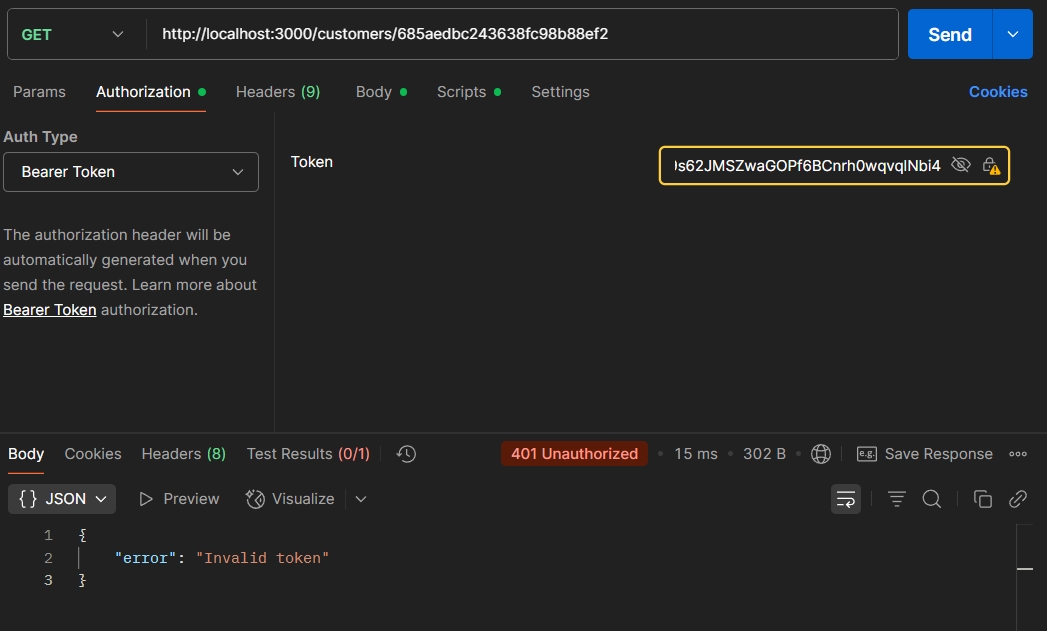 GET http://localhost:3000/customers/685aedbc243638fc98b88ef2 Send
Params Authorization Headers (9) Body Scripts Settings Cookies
Auth Type
Bearer Token
Token
s62JMSZwaGOPf6BCnrh0wqvqlNbi4
The authorization header will be
automatically generated when you
send the request. Learn more about
Bearer Token authorization.
Body Cookies Headers (8) Test Results (0/1) 401 Unauthorized 15 ms 302 B e.g. Save Response
{} JSON Preview Visualize
1 {
2 "error": "Invalid token"
3 }